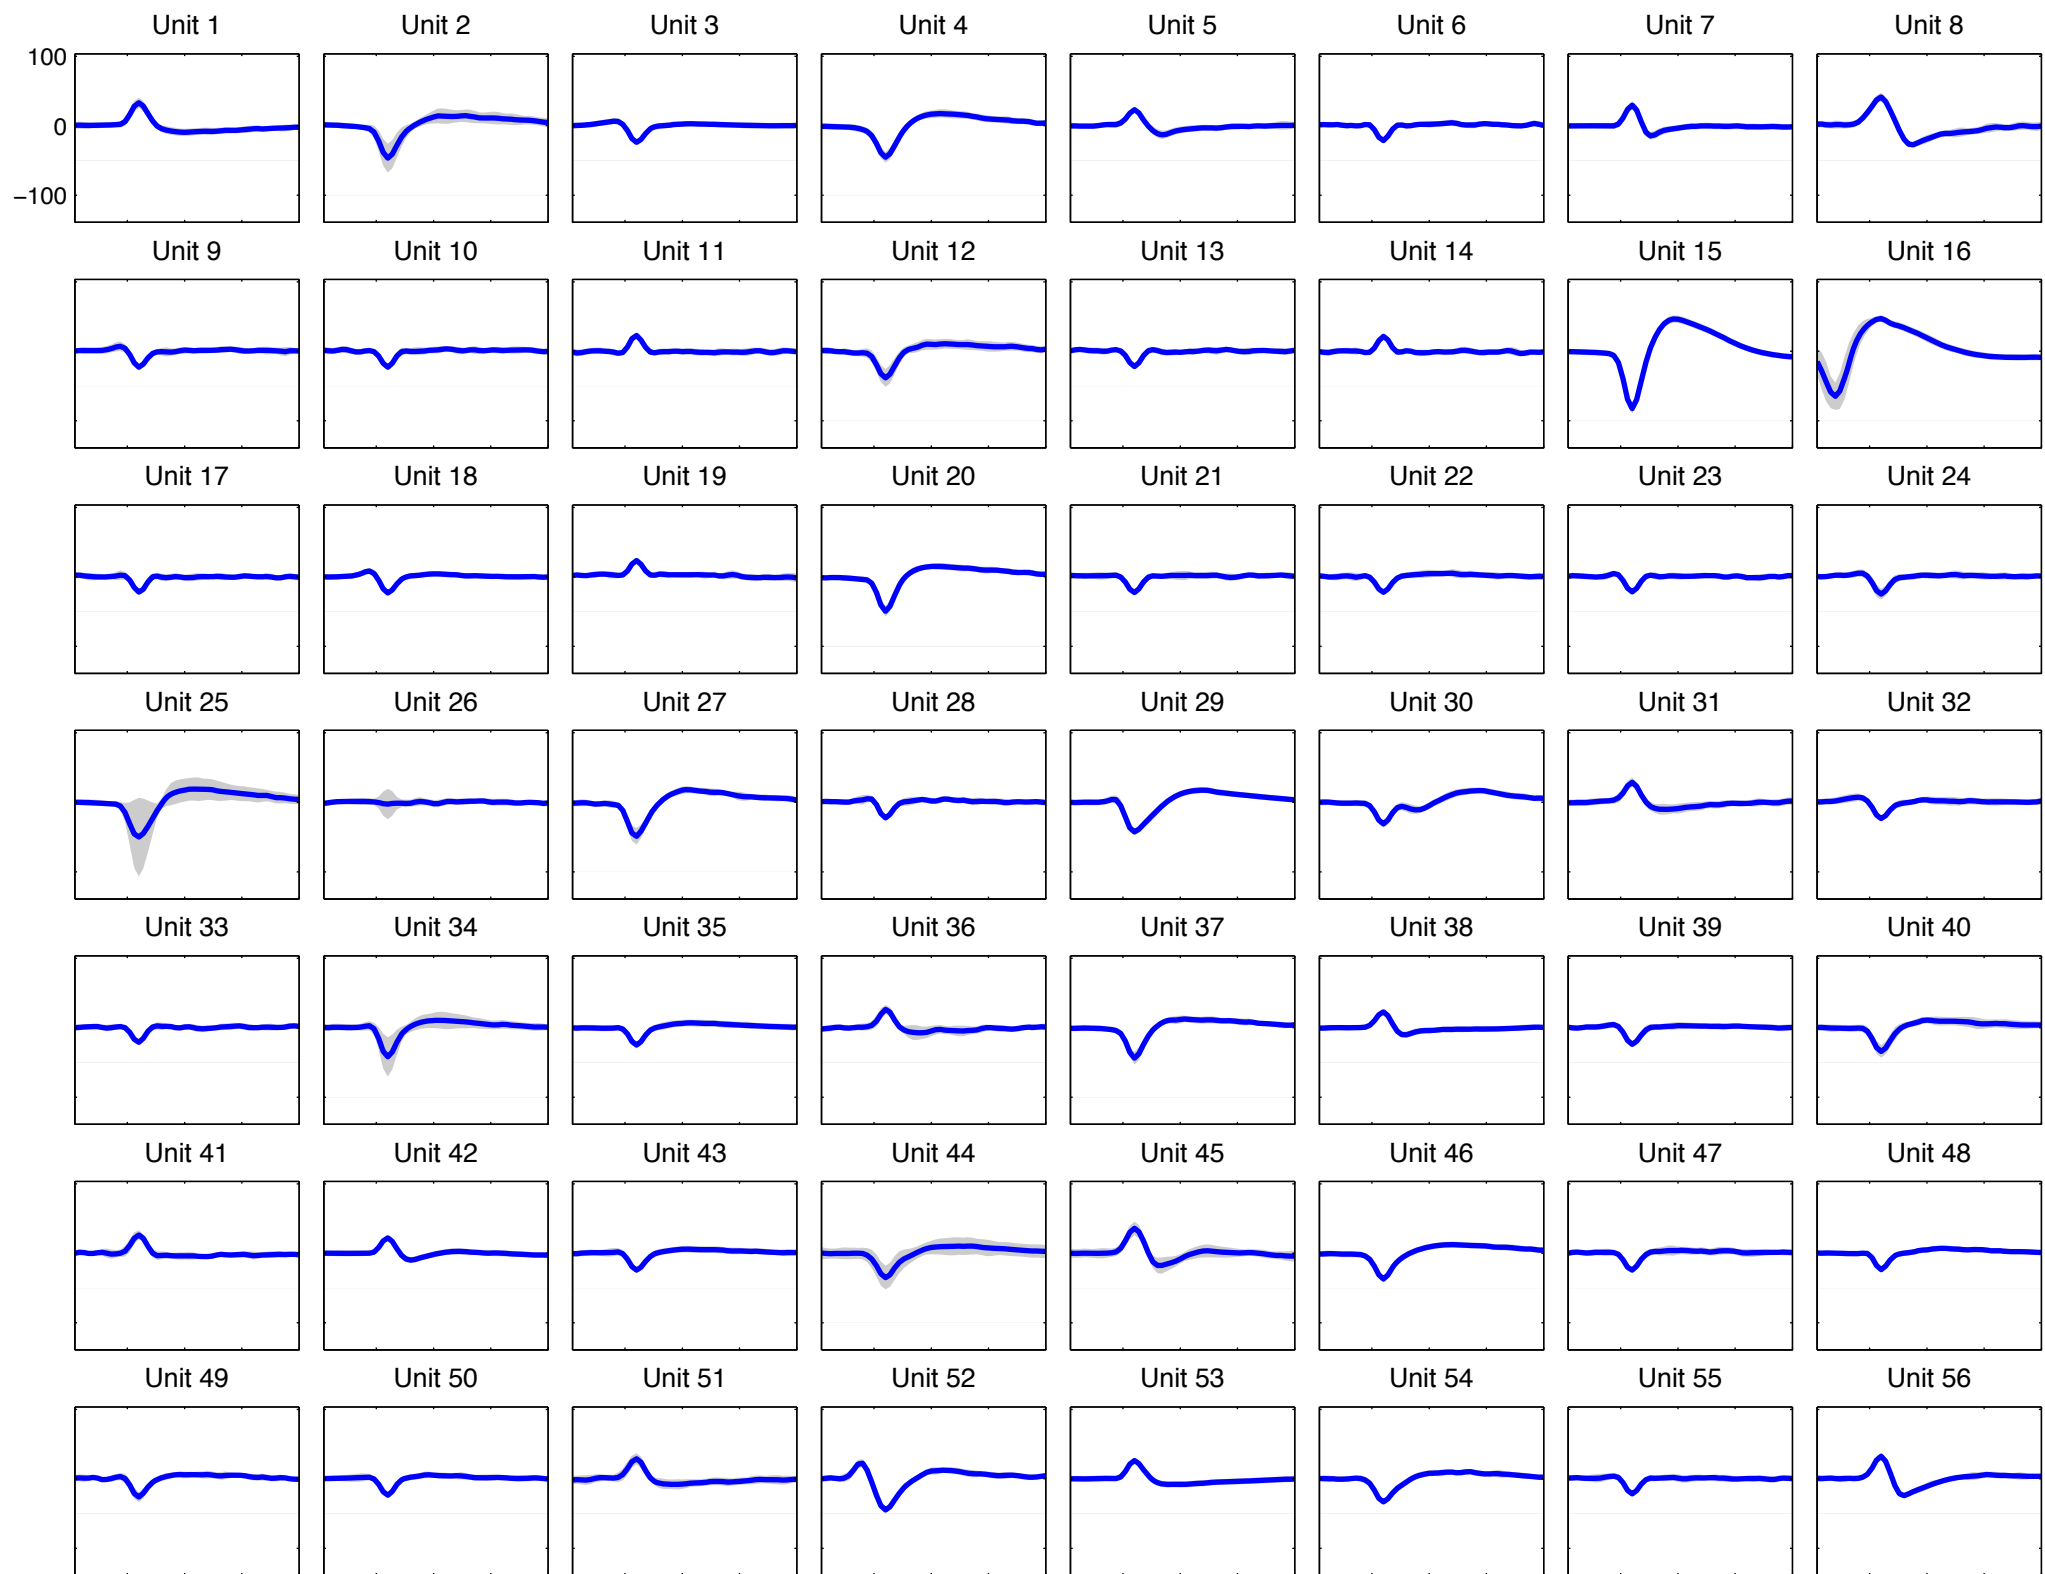 Unit 1 Unit 2 Unit 3 Unit 4 Unit 5 Unit 6 Unit 7 Unit 8
100
0
−100
Unit 9 Unit 10 Unit 11 Unit 12 Unit 13 Unit 14 Unit 15 Unit 16
Unit 17 Unit 18 Unit 19 Unit 20 Unit 21 Unit 22 Unit 23 Unit 24
Unit 25 Unit 26 Unit 27 Unit 28 Unit 29 Unit 30 Unit 31 Unit 32
Unit 33 Unit 34 Unit 35 Unit 36 Unit 37 Unit 38 Unit 39 Unit 40
Unit 41 Unit 42 Unit 43 Unit 44 Unit 45 Unit 46 Unit 47 Unit 48
Unit 49 Unit 50 Unit 51 Unit 52 Unit 53 Unit 54 Unit 55 Unit 56